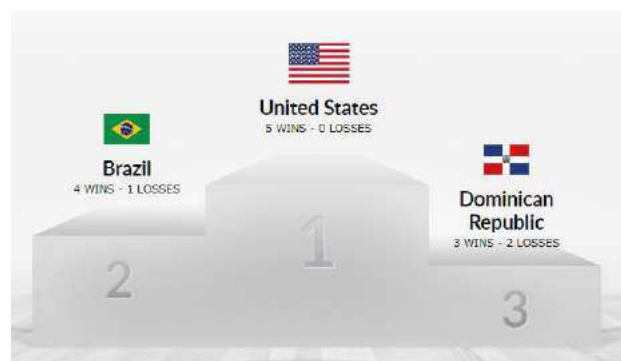 United States
5 WINS - 0 LOSSES
Brazil
4 WINS - 1 LOSSES
Dominican
Republic
3 WINS - 2 LOSSES
1
2
3